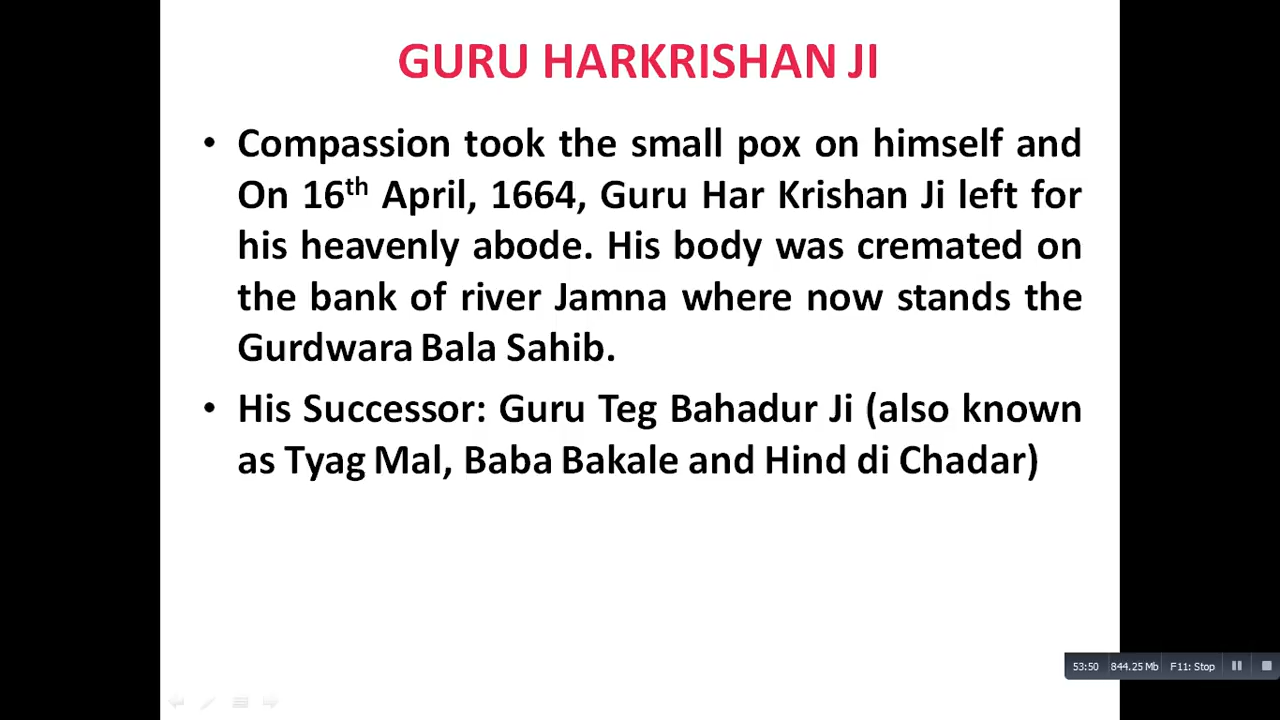 GURU HARKRISHAN JI
• Compassion took the small pox on himself and
On 16th April, 1664, Guru Har Krishan Ji left for
his heavenly abode. His body was cremated on
the bank of river Jamna where now stands the
Gurdwara Bala Sahib.
• His Successor: Guru Teg Bahadur Ji (also known
as Tyag Mal, Baba Bakale and Hind di Chadar)
53:50 844.25 Mb F11: Stop